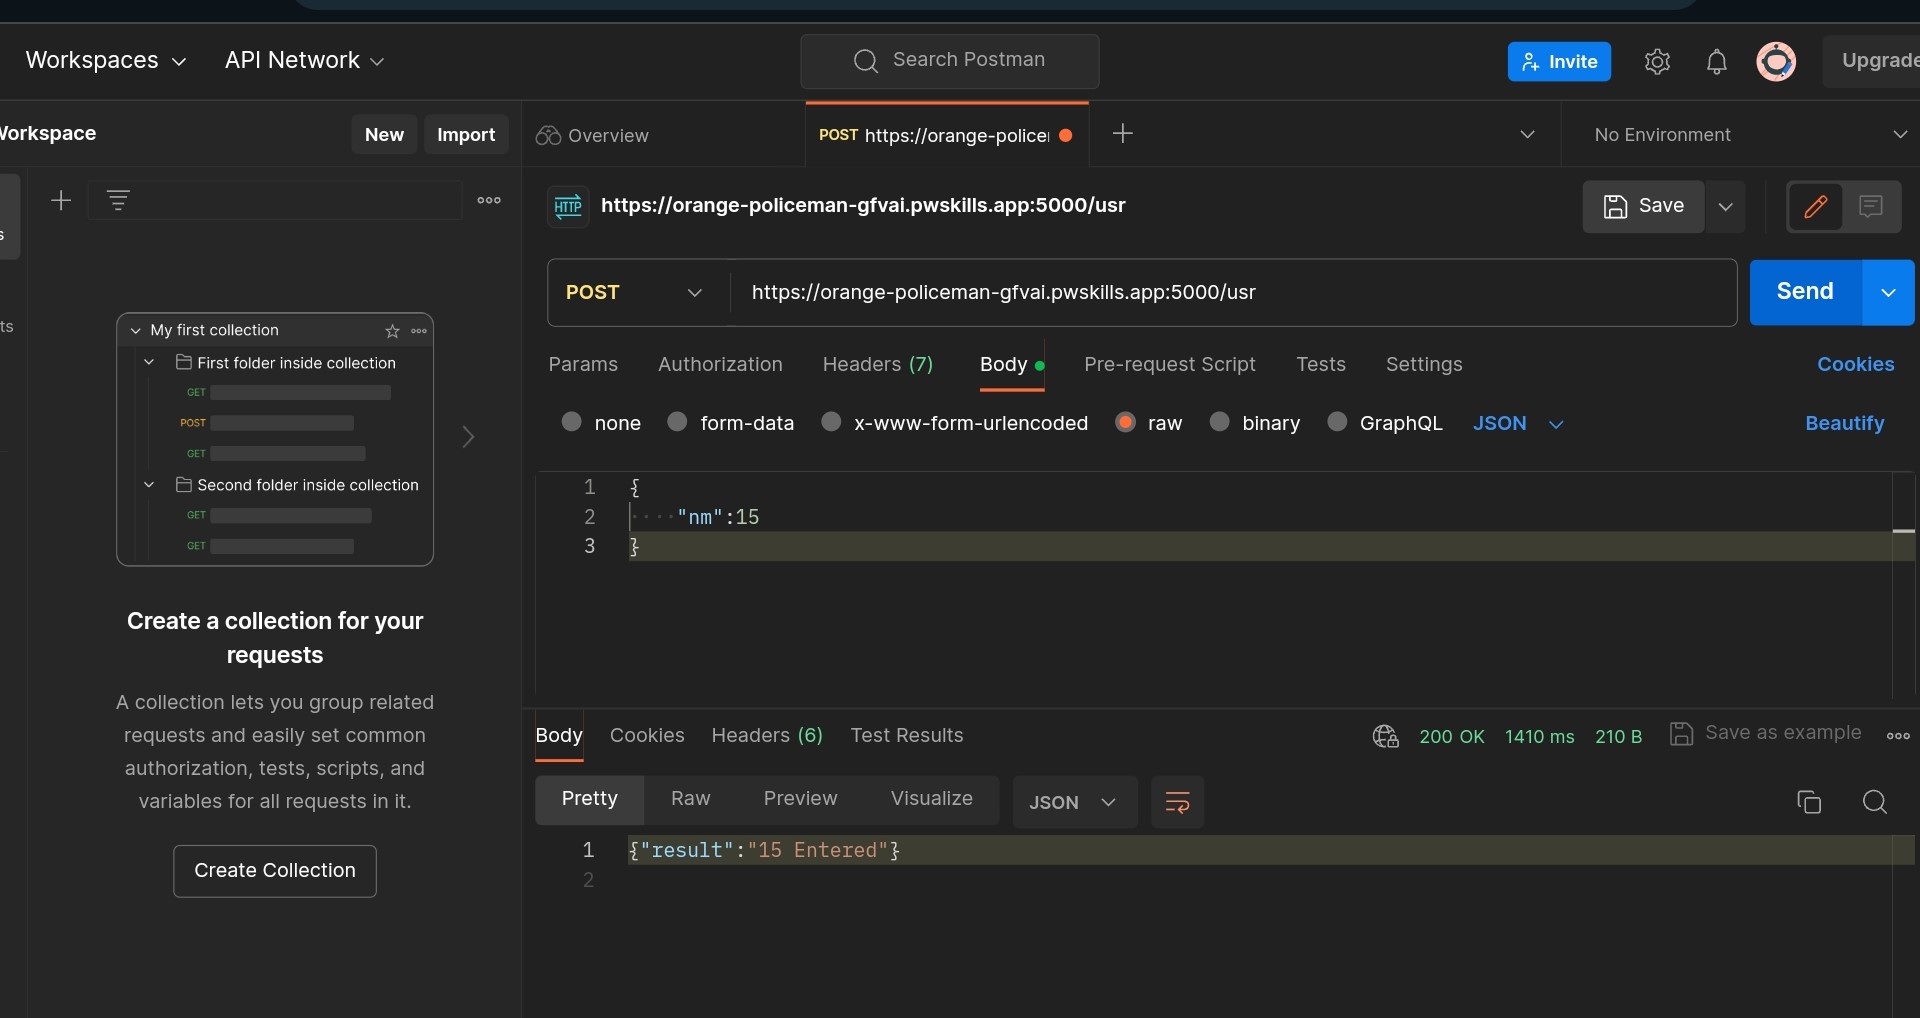 Workspaces
API Network
Search Postman
Invite
Upgrade
Workspace
New
Import
Overview
POST https://orange-policer
No Environment
HTTP
https://orange-policeman-gfvai.pwskills.app:5000/usr
Save
POST
https://orange-policeman-gfvai.pwskills.app:5000/usr
Send
Params
Authorization
Headers (7)
Body
Pre-request Script
Tests
Settings
Cookies
none
form-data
x-www-form-urlencoded
raw
binary
GraphQL
JSON
Beautify
1 {
2 ····"nm":15
3 }
s
ts
My first collection
First folder inside collection
GET
POST
GET
Second folder inside collection
GET
GET
Create a collection for your
requests
A collection lets you group related
requests and easily set common
authorization, tests, scripts, and
variables for all requests in it.
Create Collection
Body
Cookies
Headers (6)
Test Results
200 OK
1410 ms
210 B
Save as example
Pretty
Raw
Preview
Visualize
JSON
1 {"result":"15 Entered"}
2